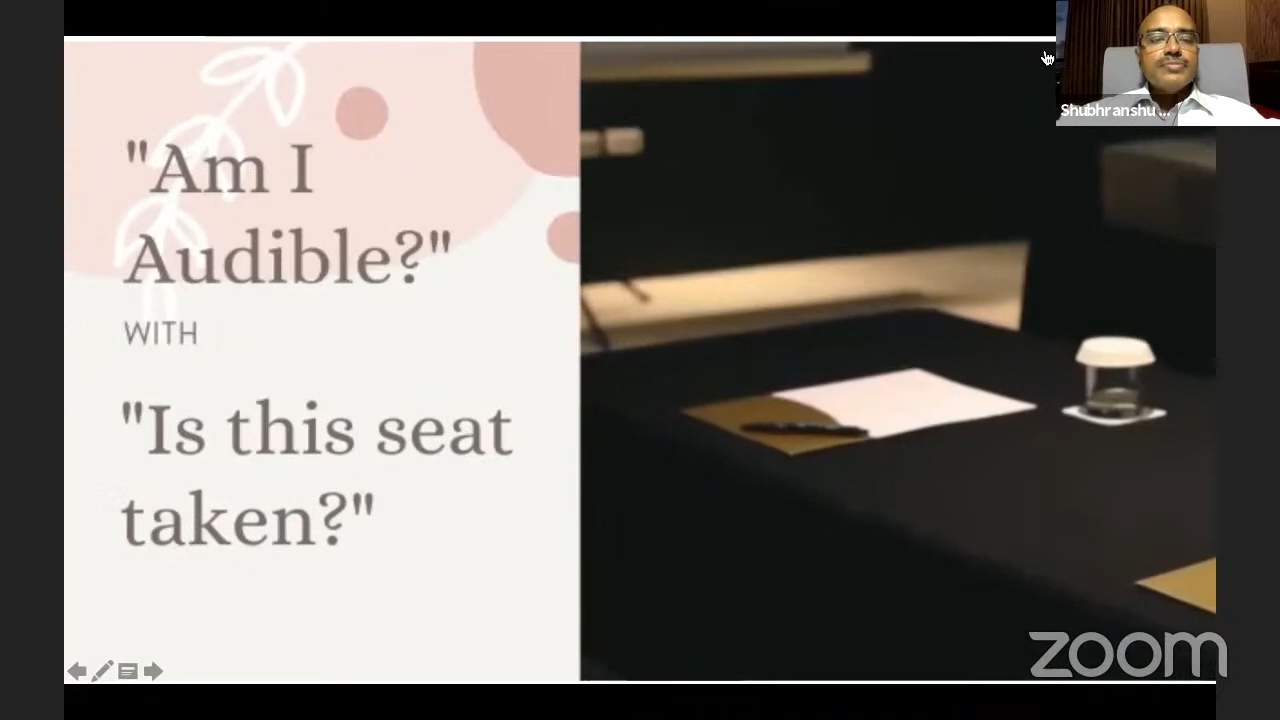 "Am I
Audible?"
WITH
"Is this seat
taken?"
Shubhranshu ...
zoom